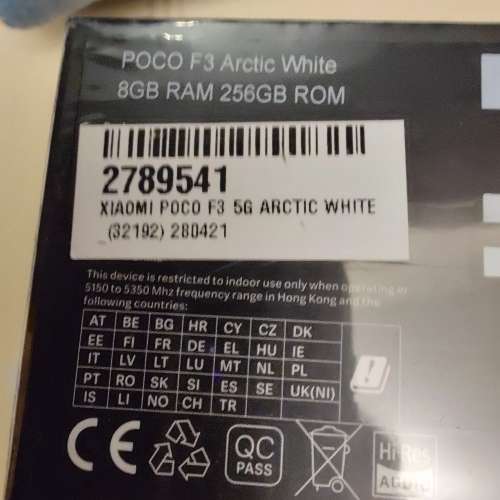 POCO F3 Arctic White
8GB RAM 256GB ROM
2789541
XIAOMI POCO F3 5G ARCTIC WHITE
(32192) 280421
This device is restricted to indoor use only when operating in
5150 to 5350 Mhz frequency range in Hong Kong and the
following countries:
AT BE BG HR CY CZ DK
EE FI FR DE EL HU IE
IT LV LT LU MT NL PL
PT RO SK SI ES SE UK(NI)
IS LI NO CH TR
CE
QC
PASS
Hi-Res
AUDIO